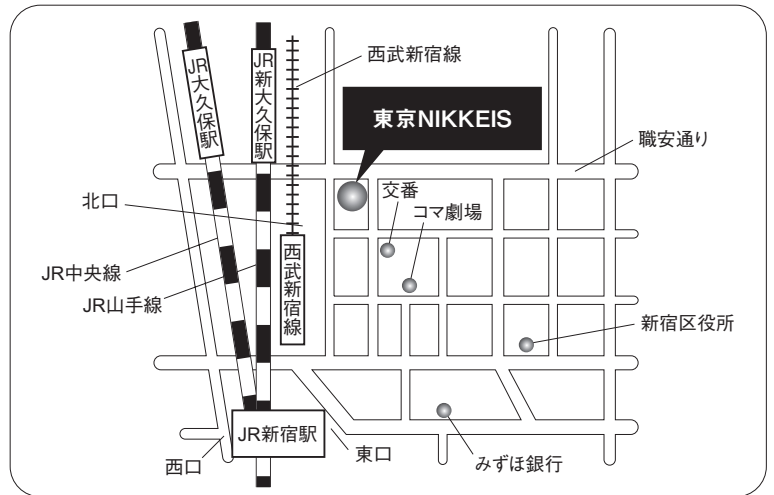 JR大久保駅
JR新大久保駅
西武新宿線
東京NIKKEIS
職安通り
北口
交番
コマ劇場
西武新宿線
JR中央線
JR山手線
新宿区役所
JR新宿駅
西口
東口
みずほ銀行